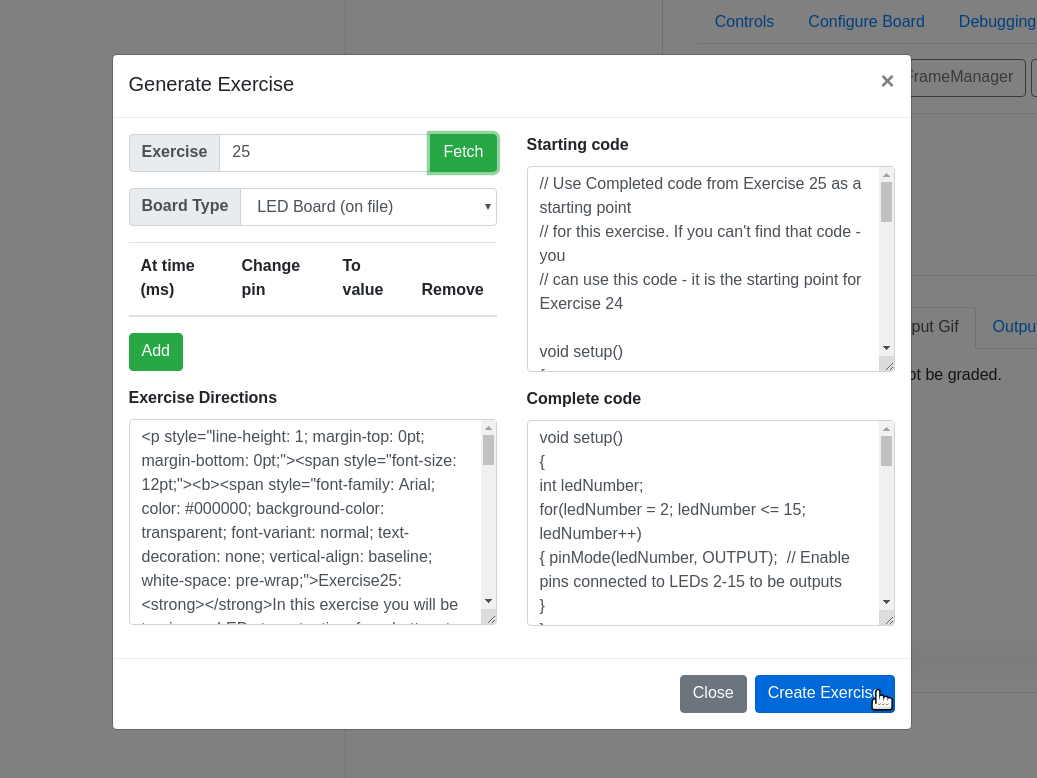 Controls
Configure Board
Debugging
Generate Exercise
×
FrameManager
Exercise
25
Fetch
Board Type
LED Board (on file)
At time
(ms)
Change
pin
To
value
Remove
Add
Exercise Directions
<p style="line-height: 1; margin-top: 0pt;
margin-bottom: 0pt;"><span style="font-size:
12pt;"><b><span style="font-family: Arial;
color: #000000; background-color:
transparent; font-variant: normal; text-
decoration: none; vertical-align: baseline;
white-space: pre-wrap;">Exercise25:
<strong></strong>In this exercise you will be
Starting code
// Use Completed code from Exercise 25 as a
starting point
// for this exercise. If you can't find that code -
you
// can use this code - it is the starting point for
Exercise 24
void setup()
{
Complete code
void setup()
{
int ledNumber;
for(ledNumber = 2; ledNumber <= 15;
ledNumber++)
{ pinMode(ledNumber, OUTPUT);  // Enable
pins connected to LEDs 2-15 to be outputs
}
put Gif
Outpu
ot be graded.
Close
Create Exercise